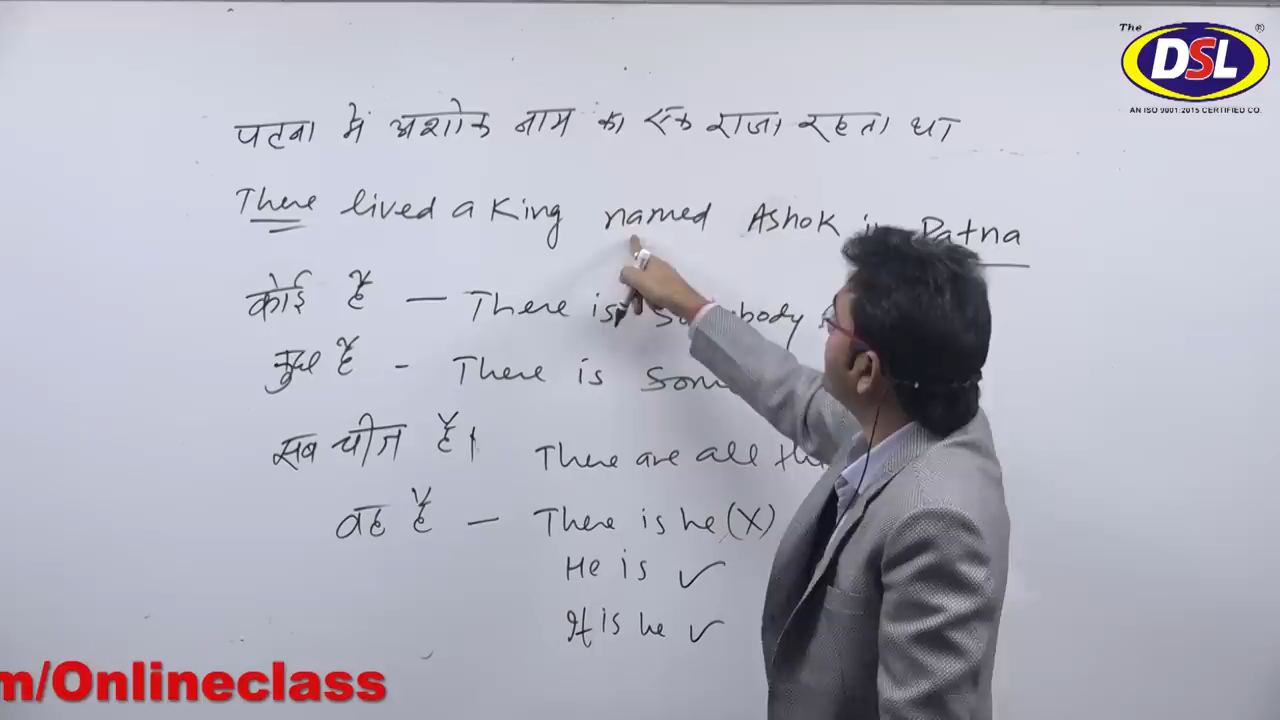 The DSL ®
AN ISO 9001:2015 CERTIFIED CO.
पटना में अशोक नाम का एक राजा रहता था
There lived a King named Ashok in Patna
कोई है — There is somebody
कुछ है - There is Som
सब चीज है। There are all th
वह है — There is he (X)
He is ✓
It is he ✓
m/Onlineclass